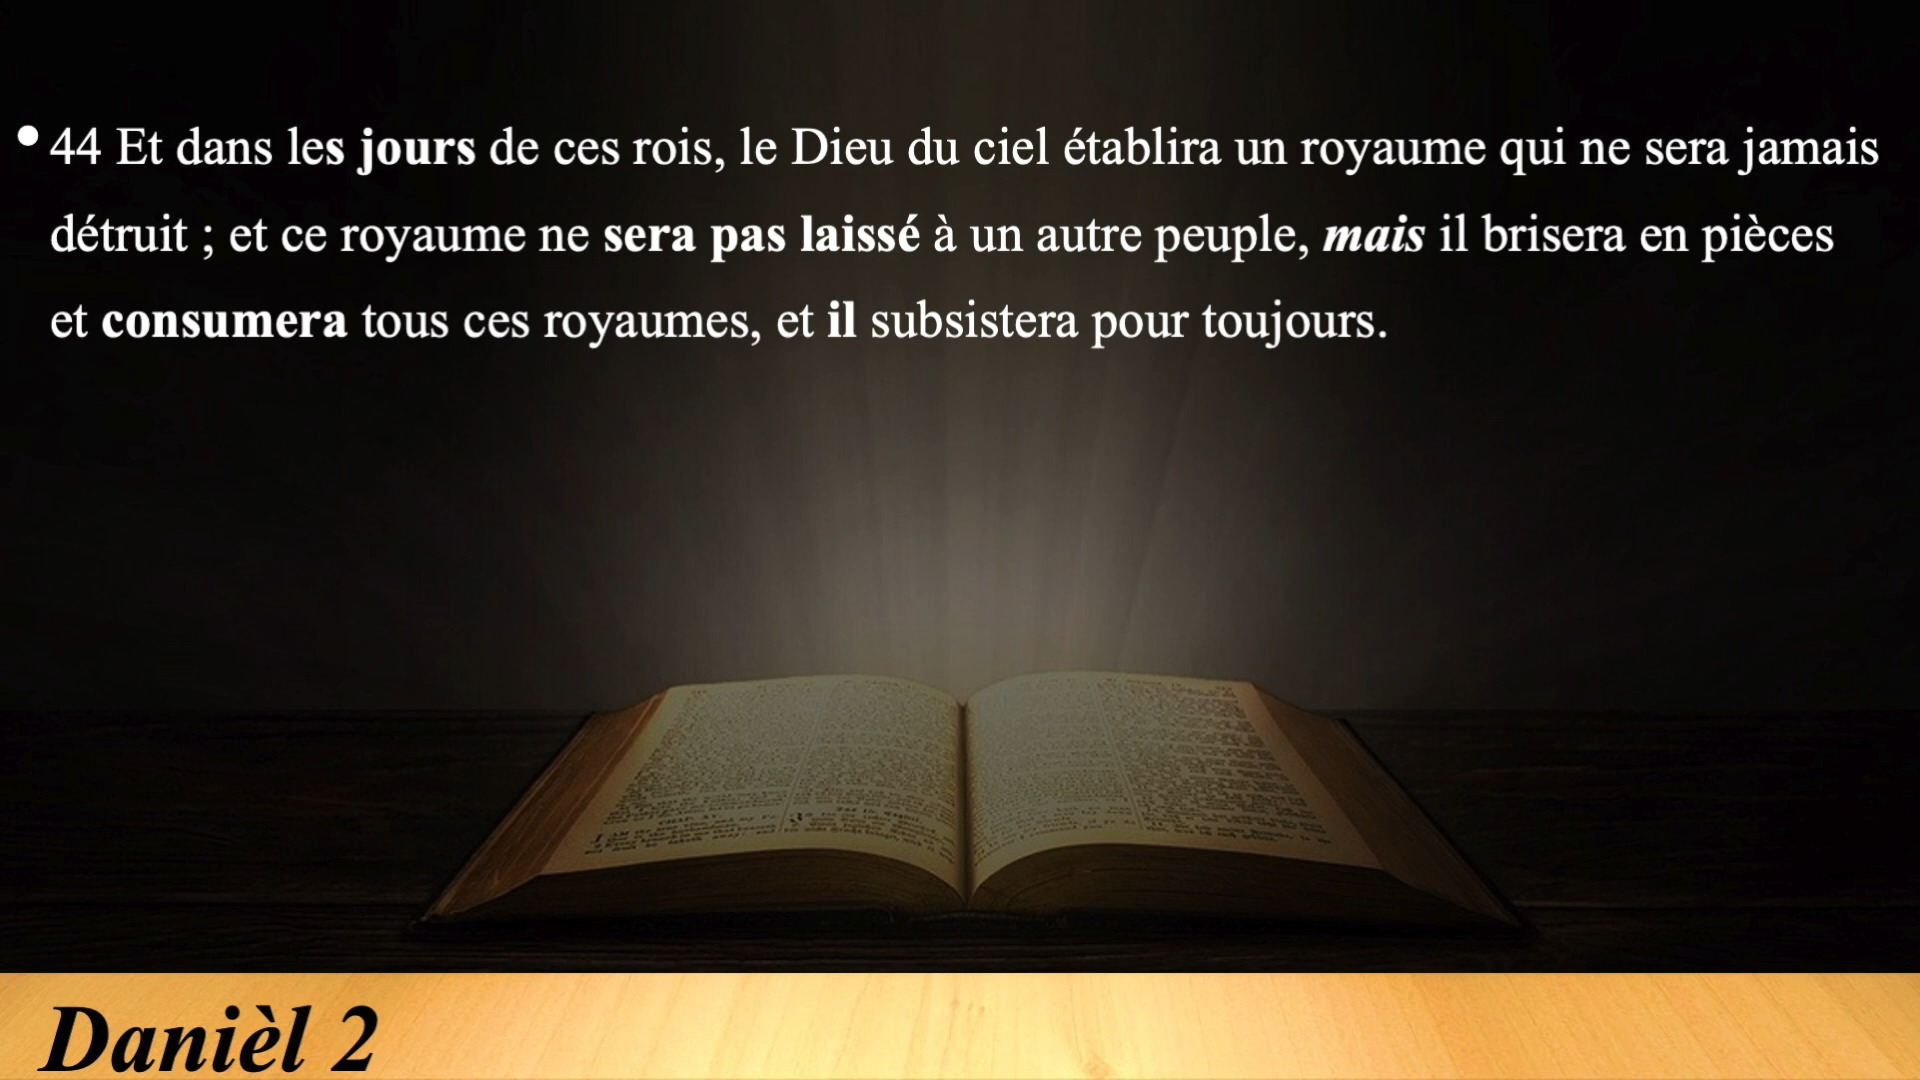 • 44 Et dans les jours de ces rois, le Dieu du ciel établira un royaume qui ne sera jamais
détruit ; et ce royaume ne sera pas laissé à un autre peuple, mais il brisera en pièces
et consumera tous ces royaumes, et il subsistera pour toujours.
Danièl 2